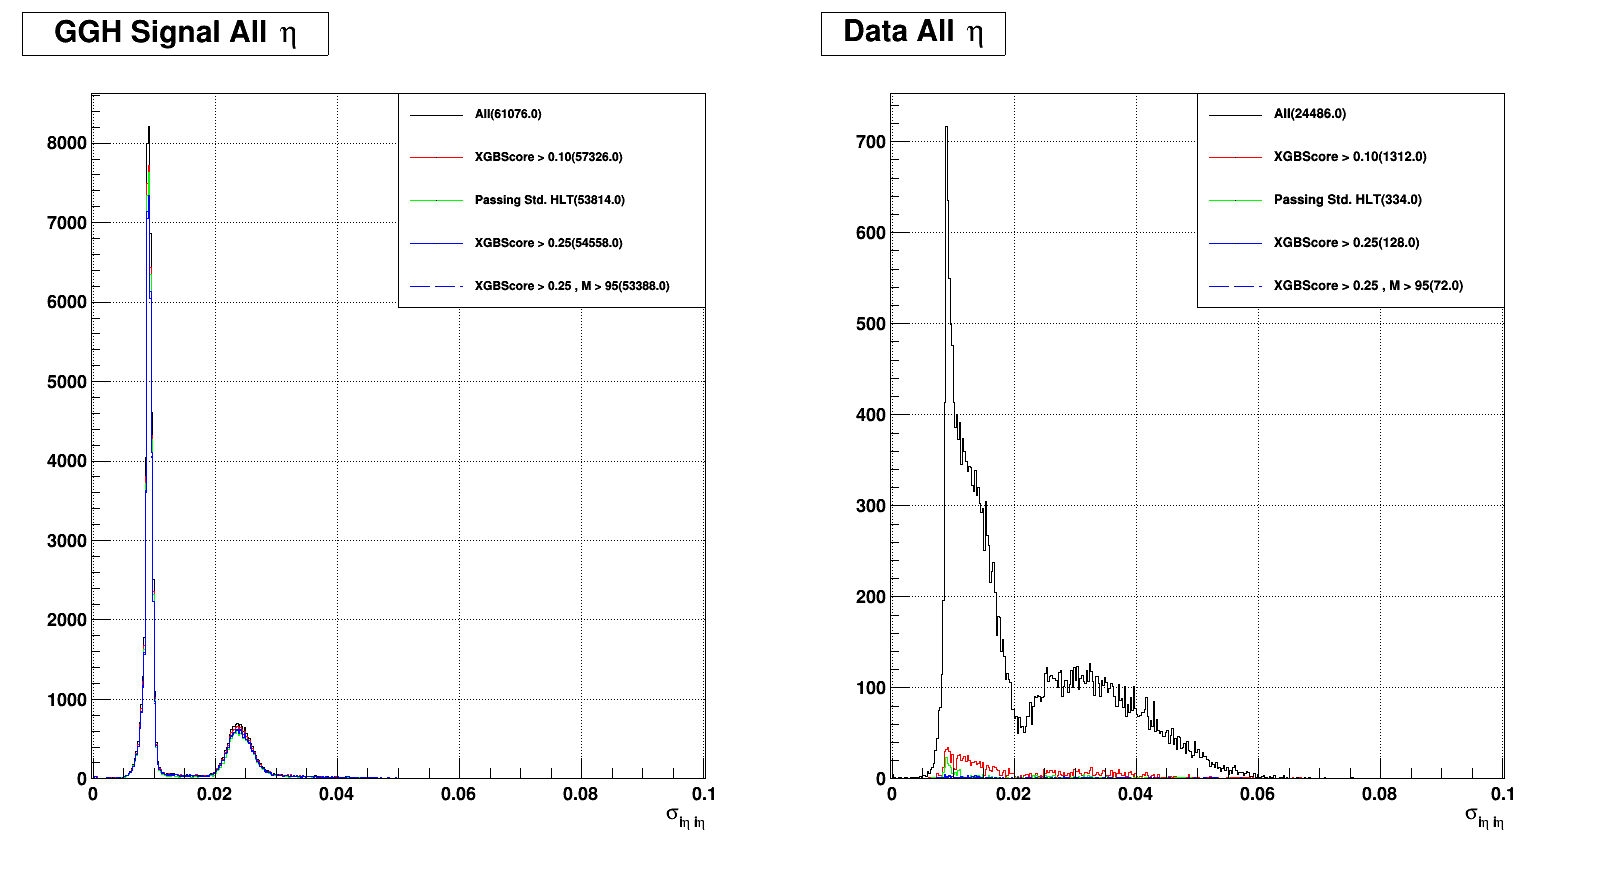 GGH Signal All η
All(61076.0)
XGBScore > 0.10(57326.0)
Passing Std. HLT(53814.0)
XGBScore > 0.25(54558.0)
XGBScore > 0.25 , M > 95(53388.0)
8000
7000
6000
5000
4000
3000
2000
1000
0
0 0.02 0.04 0.06 0.08 0.1
σiη iη
Data All η
All(24486.0)
XGBScore > 0.10(1312.0)
Passing Std. HLT(334.0)
XGBScore > 0.25(128.0)
XGBScore > 0.25 , M > 95(72.0)
700
600
500
400
300
200
100
0
0 0.02 0.04 0.06 0.08 0.1
σiη iη